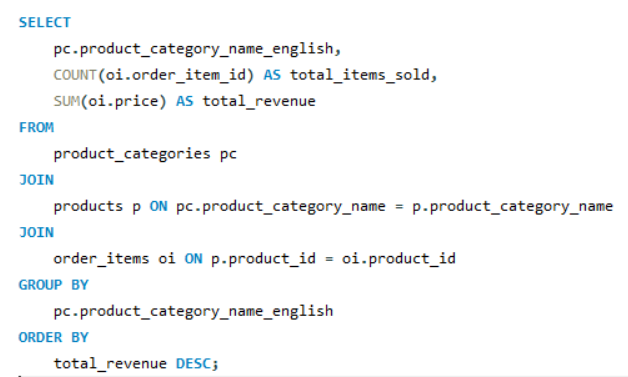 SELECT
pc.product_category_name_english,
COUNT(oi.order_item_id) AS total_items_sold,
SUM(oi.price) AS total_revenue
FROM
product_categories pc
JOIN
products p ON pc.product_category_name = p.product_category_name
JOIN
order_items oi ON p.product_id = oi.product_id
GROUP BY
pc.product_category_name_english
ORDER BY
total_revenue DESC;